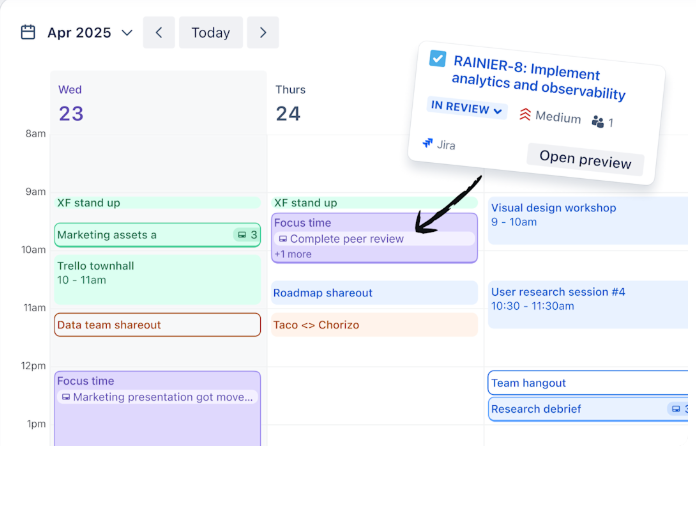 Apr 2025
Today
Wed
23
Thurs
24
RAINIER-8: Implement
analytics and observability
IN REVIEW
Medium
1
Jira
Open preview
8am
9am
10am
11am
12pm
1pm
XF stand up
Marketing assets a
3
Trello townhall
10 - 11am
Data team shareout
Focus time
Marketing presentation got move...
XF stand up
Focus time
Complete peer review
+1 more
Roadmap shareout
Taco <> Chorizo
Visual design workshop
9 - 10am
User research session #4
10:30 - 11:30am
Team hangout
Research debrief
3